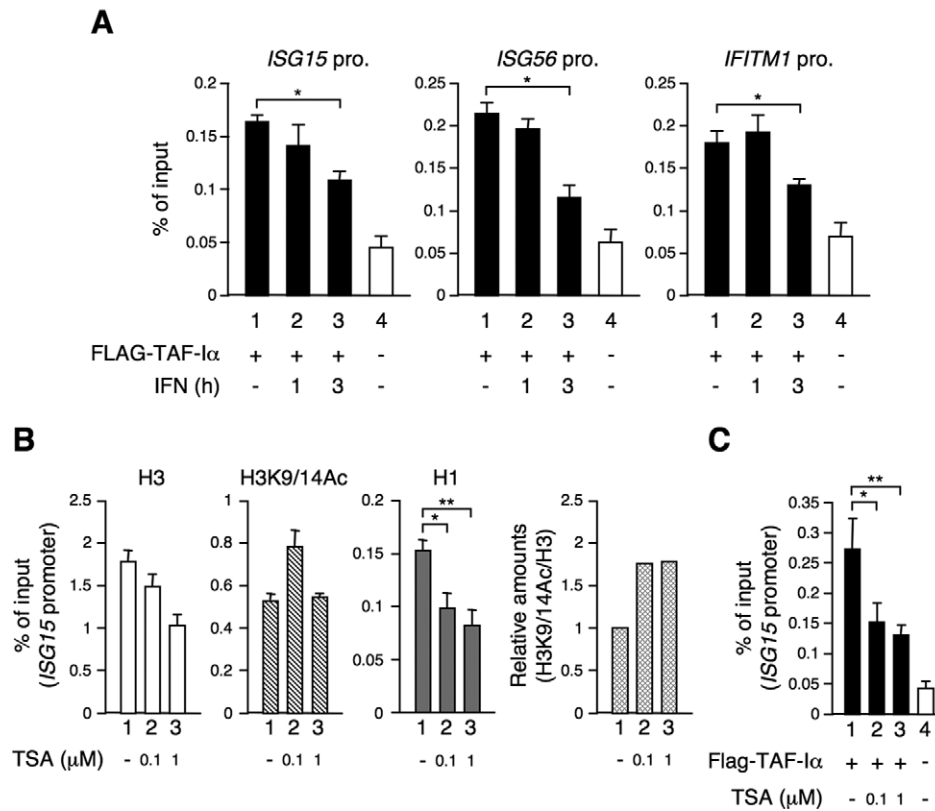 A
ISG15 pro.
ISG56 pro.
IFITM1 pro.
% of input
0.2
0.15
0.1
0.05
0
*
0.2
0.15
0.1
0.05
0
*
0.2
0.15
0.1
0.05
0
*
1 2 3 4 1 2 3 4 1 2 3 4
FLAG-TAF-Iα + + + - + + + - + + + -
IFN (h) - 1 3 - - 1 3 - - 1 3 -
B
H3
H3K9/14Ac
H1
% of input
(ISG15 promoter)
2.5
2
1.5
1
0.5
0
1
0.8
0.6
0.4
0.2
0
0.2
0.15
0.1
0.05
0
**
*
Relative amounts
(H3K9/14Ac/H3)
2.5
2
1.5
1
0.5
0
1 2 3 1 2 3 1 2 3 1 2 3
TSA (μM) - 0.1 1 - 0.1 1 - 0.1 1 - 0.1 1
C
% of input
(ISG15 promoter)
0.35
0.3
0.25
0.2
0.15
0.1
0.05
0
**
*
1 2 3 4
Flag-TAF-Iα + + + -
TSA (μM) - 0.1 1 -